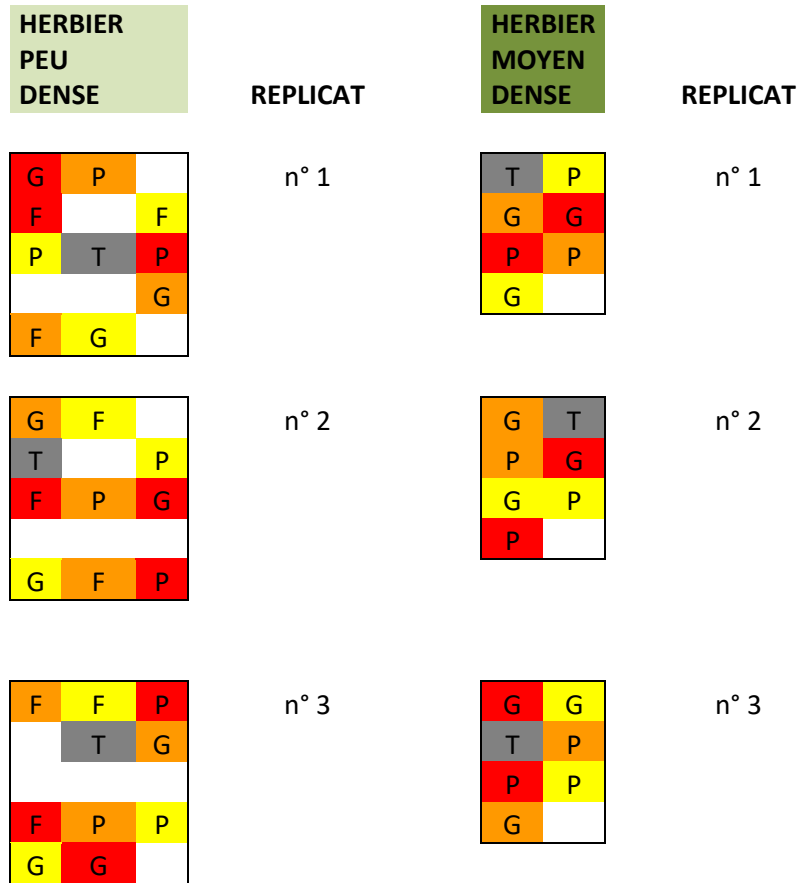 HERBIER PEU DENSE
REPLICAT
HERBIER MOYEN DENSE
REPLICAT
G P
n° 1
T P
n° 1
F F
G G
P T P
P P
G
G
F G
G F
n° 2
G T
n° 2
T P
P G
F P G
G P
P
G F P
F F P
n° 3
G G
n° 3
T G
T P
P P
F P P
G
G G